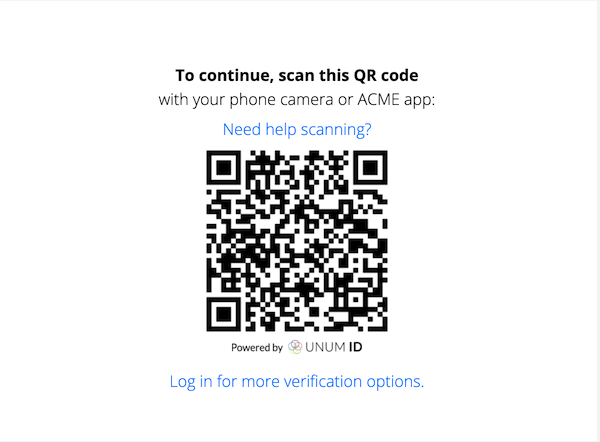 To continue, scan this QR code
with your phone camera or ACME app:
Need help scanning?
Powered by UNUM ID
Log in for more verification options.